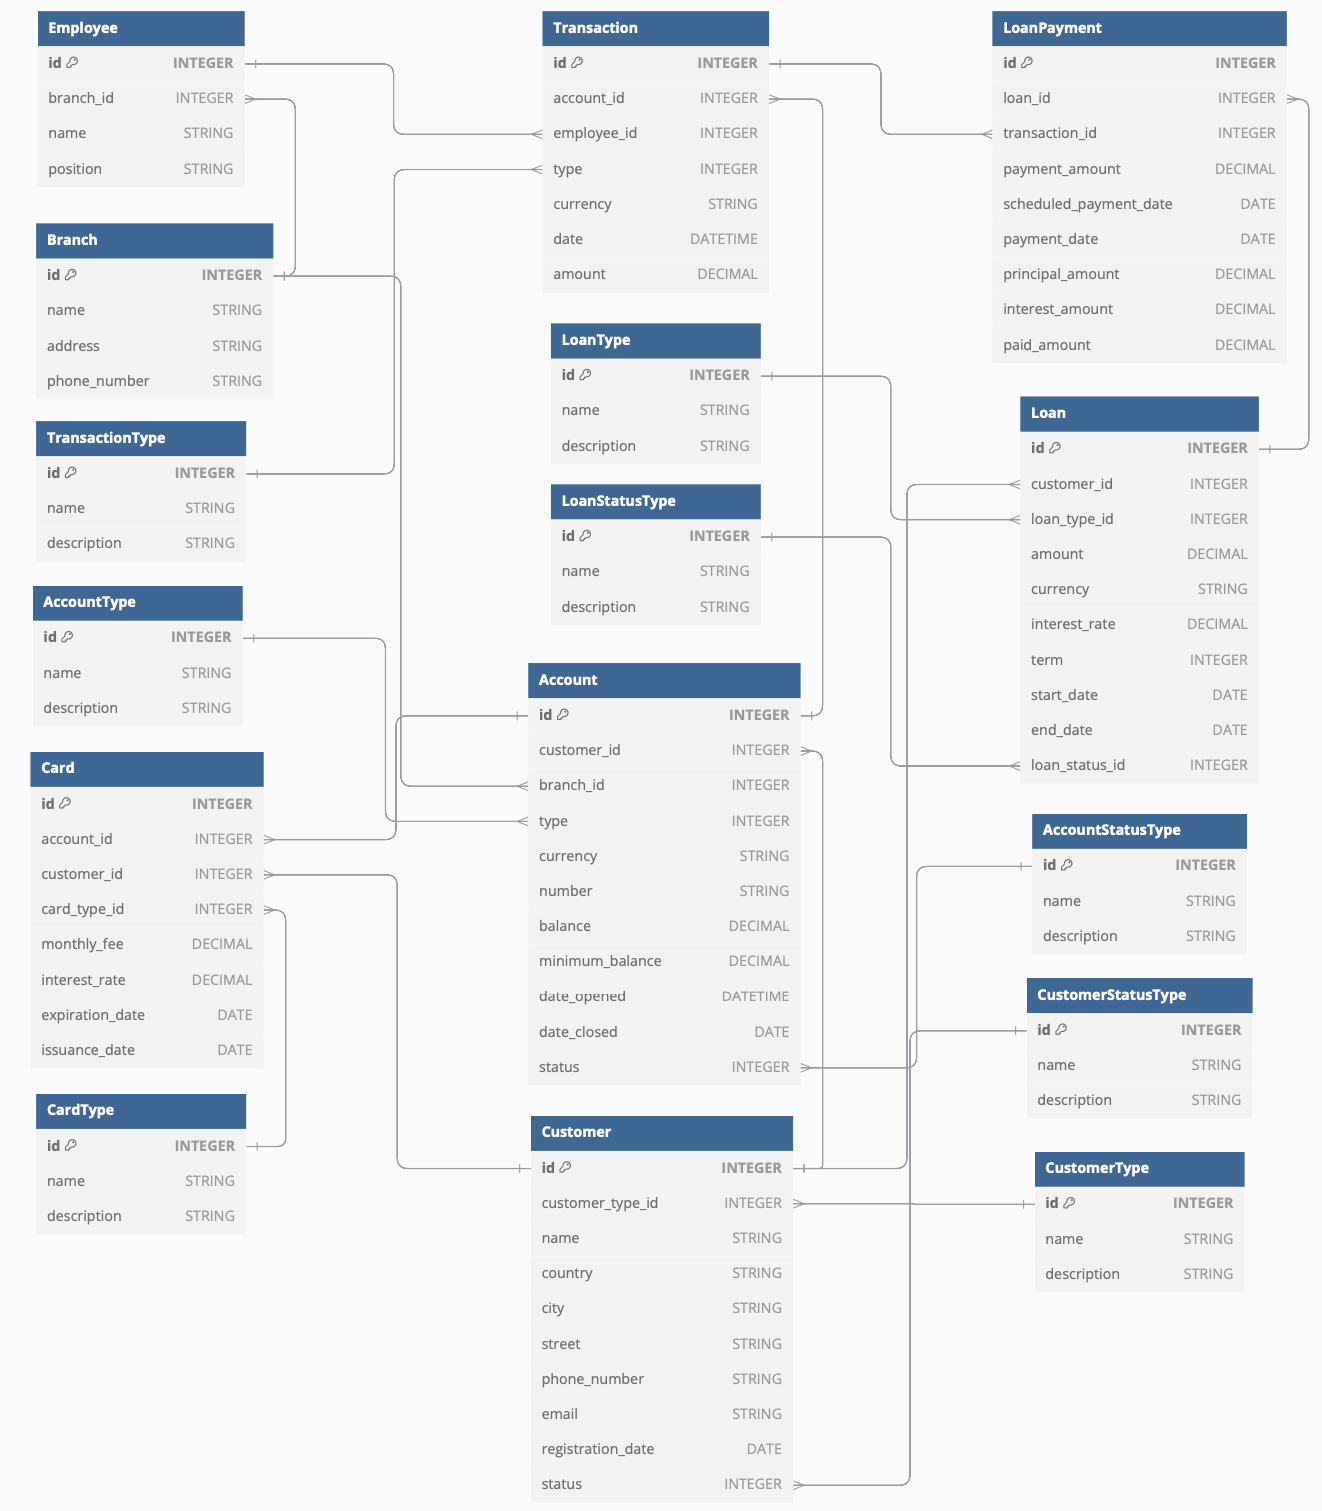 Employee
id INTEGER
branch_id INTEGER
name STRING
position STRING
Branch
id INTEGER
name STRING
address STRING
phone_number STRING
TransactionType
id INTEGER
name STRING
description STRING
AccountType
id INTEGER
name STRING
description STRING
Card
id INTEGER
account_id INTEGER
customer_id INTEGER
card_type_id INTEGER
monthly_fee DECIMAL
interest_rate DECIMAL
expiration_date DATE
issuance_date DATE
CardType
id INTEGER
name STRING
description STRING
Transaction
id INTEGER
account_id INTEGER
employee_id INTEGER
type INTEGER
currency STRING
date DATETIME
amount DECIMAL
LoanType
id INTEGER
name STRING
description STRING
LoanStatusType
id INTEGER
name STRING
description STRING
Account
id INTEGER
customer_id INTEGER
branch_id INTEGER
type INTEGER
currency STRING
number STRING
balance DECIMAL
minimum_balance DECIMAL
date_opened DATETIME
date_closed DATE
status INTEGER
Customer
id INTEGER
customer_type_id INTEGER
name STRING
country STRING
city STRING
street STRING
phone_number STRING
email STRING
registration_date DATE
status INTEGER
LoanPayment
id INTEGER
loan_id INTEGER
transaction_id INTEGER
payment_amount DECIMAL
scheduled_payment_date DATE
payment_date DATE
principal_amount DECIMAL
interest_amount DECIMAL
paid_amount DECIMAL
Loan
id INTEGER
customer_id INTEGER
loan_type_id INTEGER
amount DECIMAL
currency STRING
interest_rate DECIMAL
term INTEGER
start_date DATE
end_date DATE
loan_status_id INTEGER
AccountStatusType
id INTEGER
name STRING
description STRING
CustomerStatusType
id INTEGER
name STRING
description STRING
CustomerType
id INTEGER
name STRING
description STRING